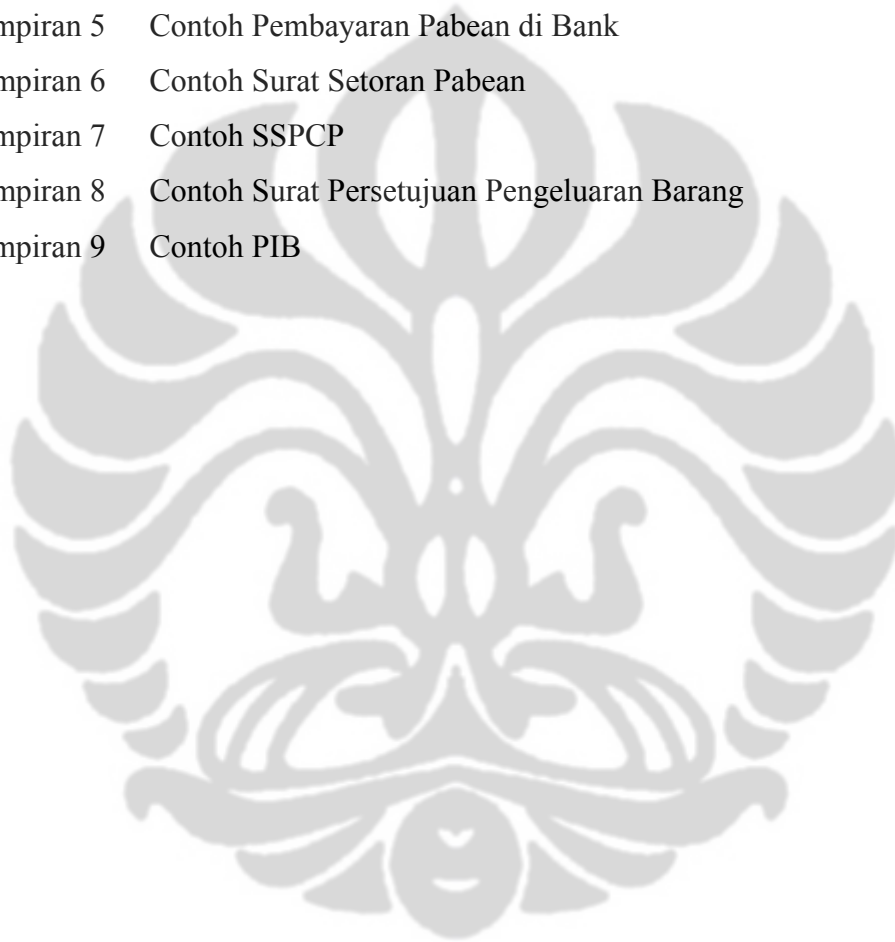 mpiran 5 Contoh Pembayaran Pabean di Bank
mpiran 6 Contoh Surat Setoran Pabean
mpiran 7 Contoh SSPCP
mpiran 8 Contoh Surat Persetujuan Pengeluaran Barang
mpiran 9 Contoh PIB